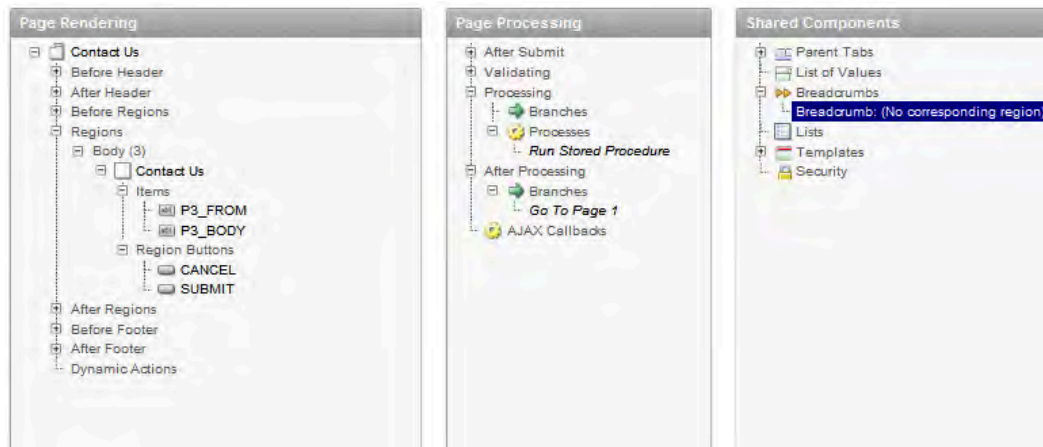 Page Rendering
Contact Us
Before Header
After Header
Before Regions
Regions
Body (3)
Contact Us
Items
P3_FROM
P3_BODY
Region Buttons
CANCEL
SUBMIT
After Regions
Before Footer
After Footer
Dynamic Actions
Page Processing
After Submit
Validating
Processing
Branches
Processes
Run Stored Procedure
After Processing
Branches
Go To Page 1
AJAX Callbacks
Shared Components
Parent Tabs
List of Values
Breadcrumbs
Breadcrumb: (No corresponding region)
Lists
Templates
Security